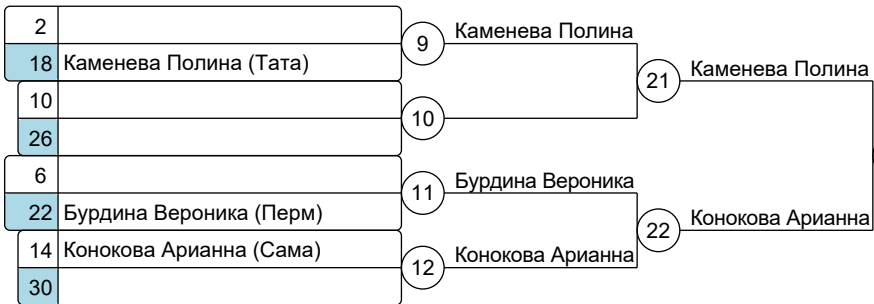 2
18 Каменева Полина (Тата)
9 Каменева Полина
10
26
10
21 Каменева Полина
6
22 Бурдина Вероника (Перм)
11 Бурдина Вероника
14 Конокова Арианна (Сама)
30
12 Конокова Арианна
22 Конокова Арианна